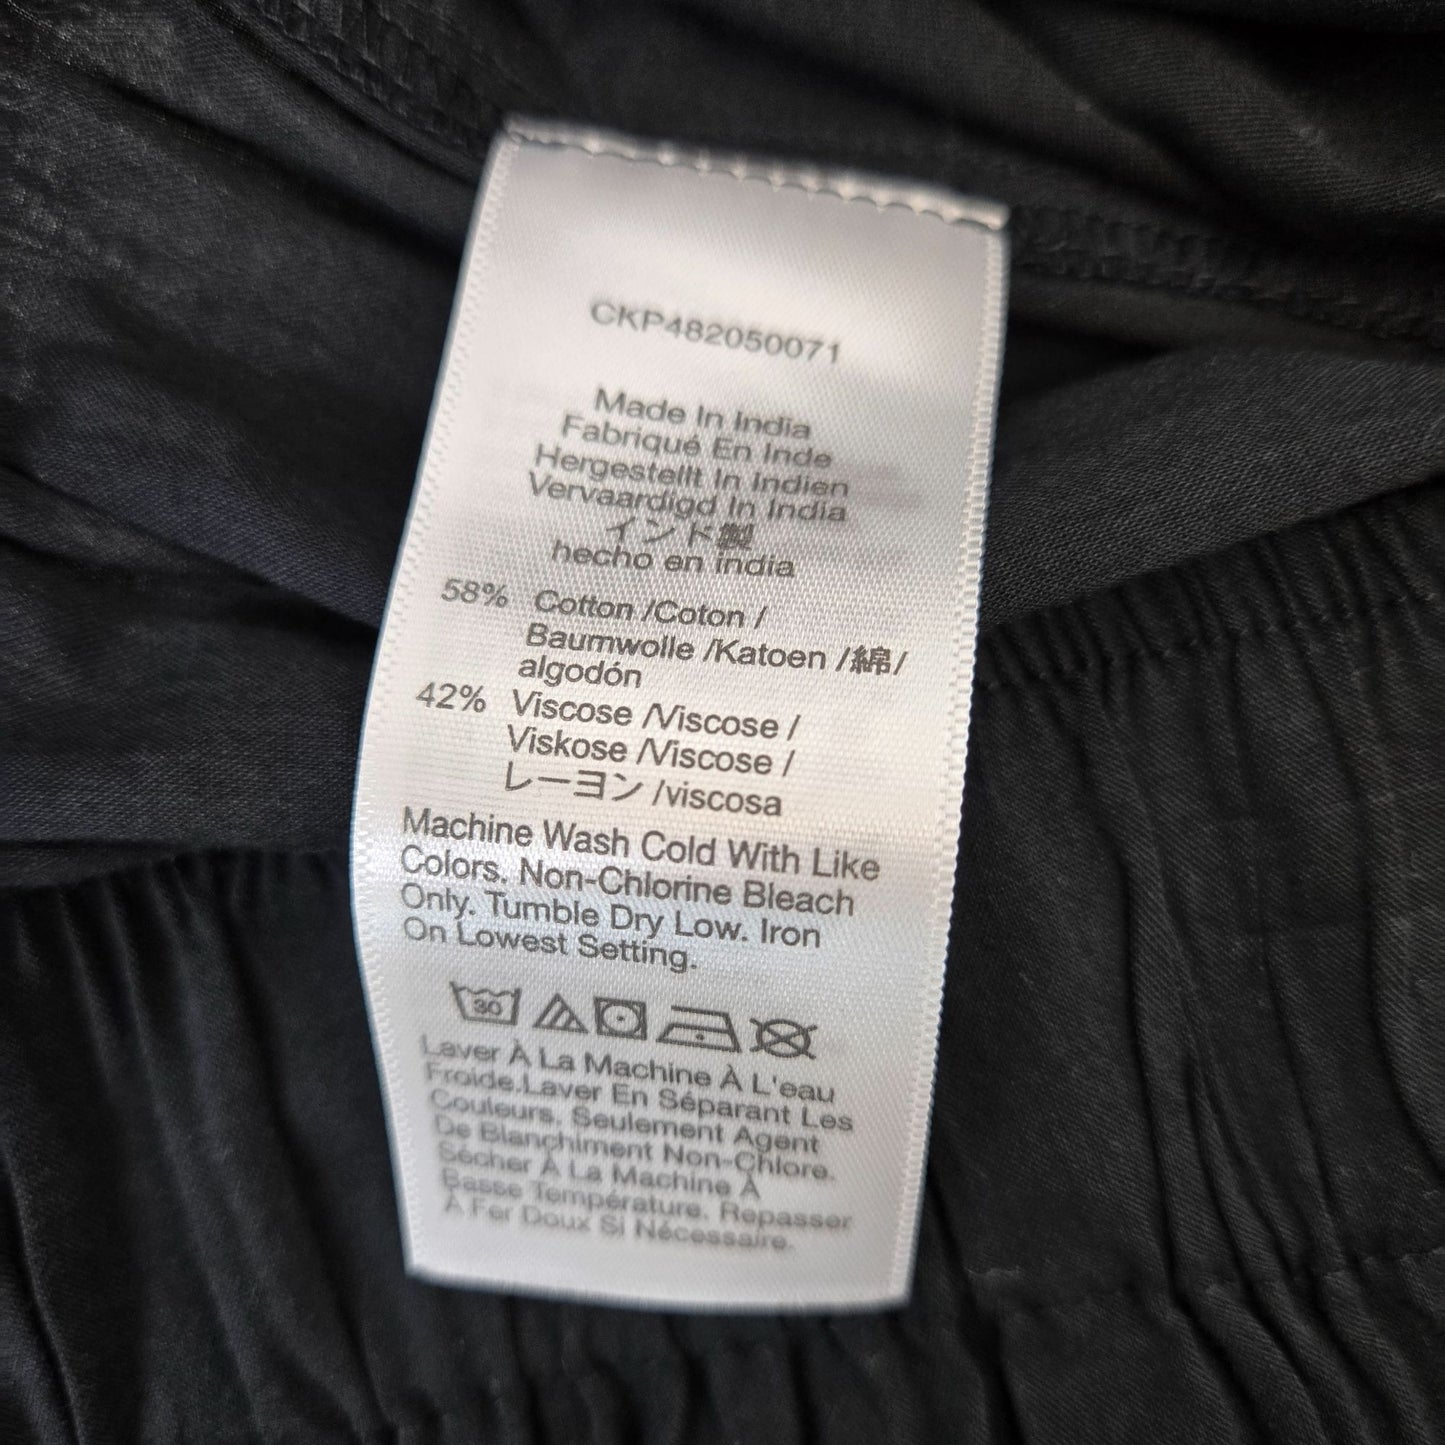 CKP482050071
Made In India
Fabriqué En Inde
Hergestellt In Indien
Vervaardigd In India
インド製
hecho en índia
58% Cotton /Coton /
Baumwolle /Katoen /綿/
algodón
42% Viscose /Viscose /
Viskose /Viscose /
レーヨン /viscosa
Machine Wash Cold With Like
Colors. Non-Chlorine Bleach
Only. Tumble Dry Low. Iron
On Lowest Setting.
30
Laver À La Machine À L'eau
Froide.Laver En Séparant Les
Couleurs. Seulement Agent
De Blanchiment Non-Chlore.
Sécher À La Machine À
Basse Température. Repasser
À Fer Doux Si Nécessaire.